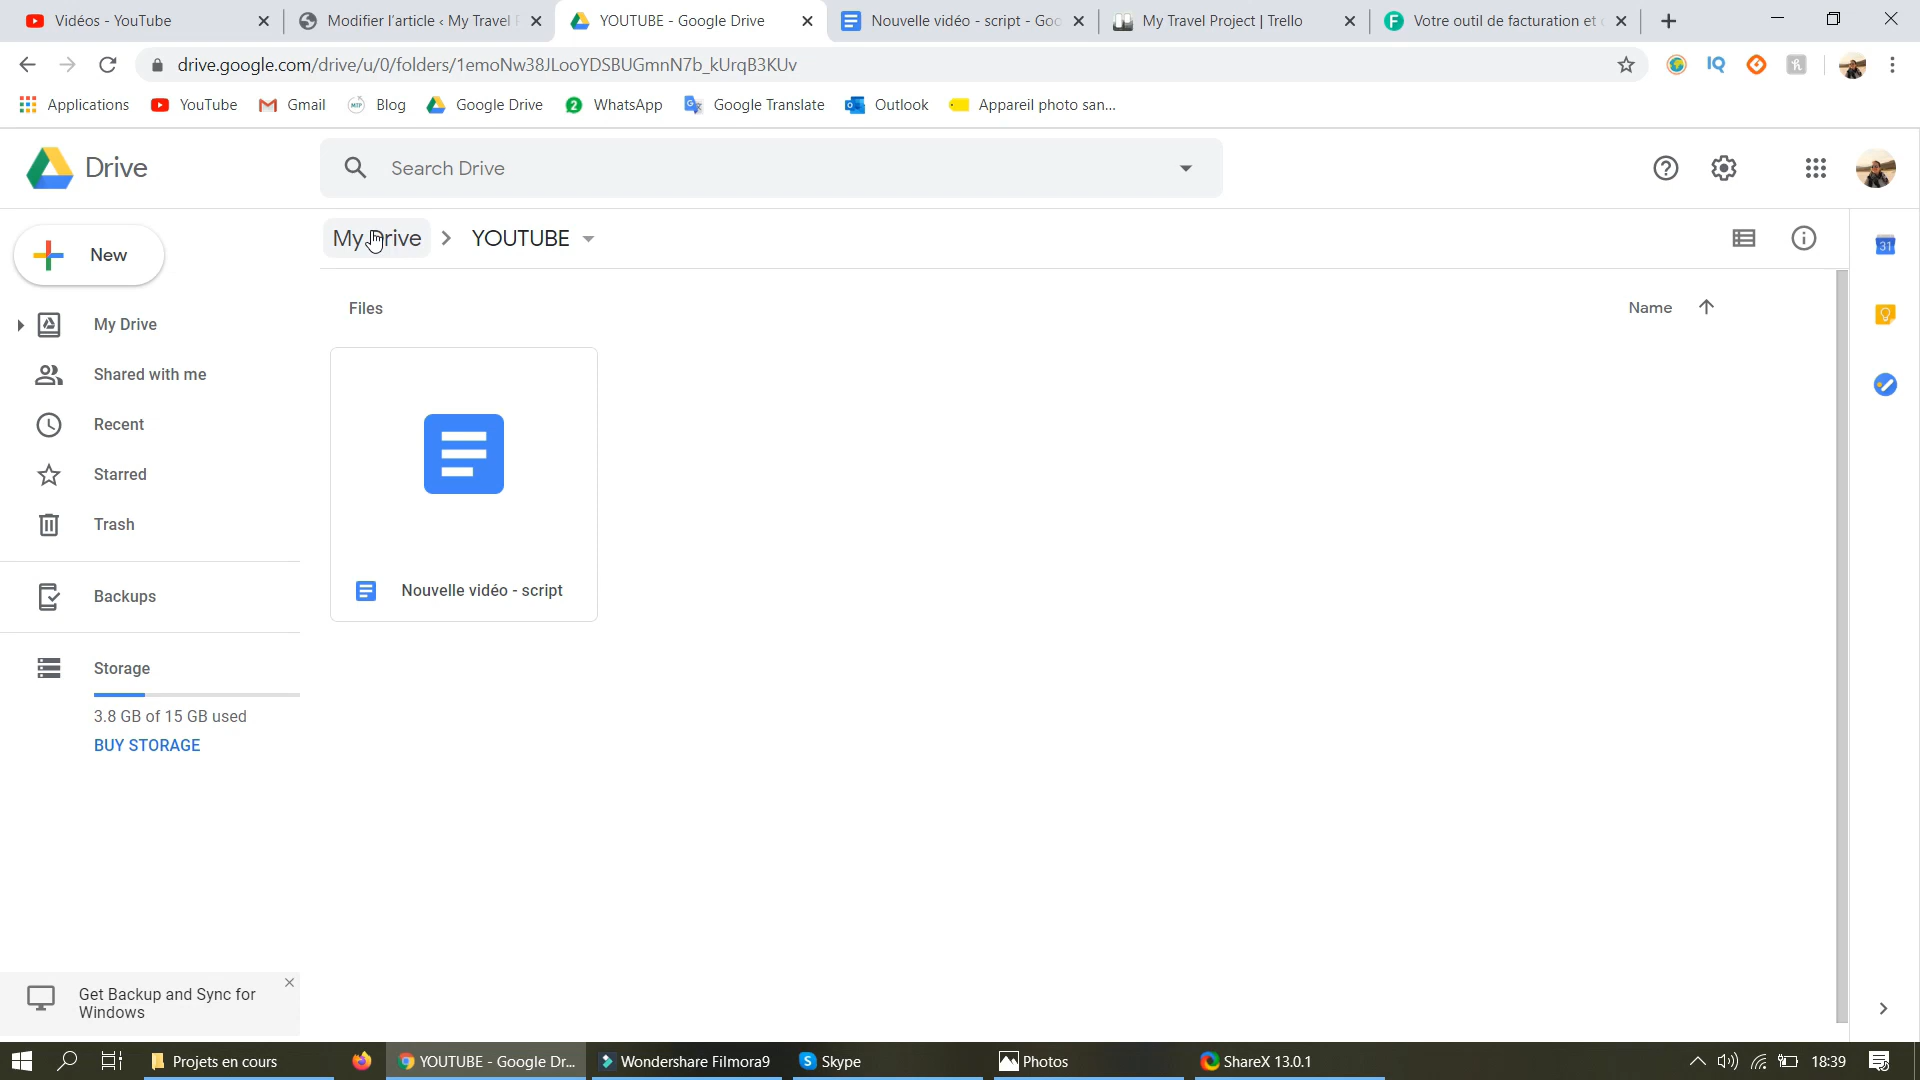 Vidéos - YouTube
Modifier l'article ‹ My Travel
YOUTUBE - Google Drive
Nouvelle vidéo - script - Goo
My Travel Project | Trello
Votre outil de facturation et
drive.google.com/drive/u/0/folders/1emoNw38JLooYDSBUGmnN7b_kUrqB3KUv
Applications
YouTube
Gmail
Blog
Google Drive
WhatsApp
Google Translate
Outlook
Appareil photo san...
Drive
Search Drive
New
My Drive
YOUTUBE
My Drive
Shared with me
Recent
Starred
Trash
Backups
Storage
3.8 GB of 15 GB used
BUY STORAGE
Files
Name
Nouvelle vidéo - script
31
Get Backup and Sync for
Windows
Projets en cours
YOUTUBE - Google Dr...
Wondershare Filmora9
Skype
Photos
ShareX 13.0.1
18:39